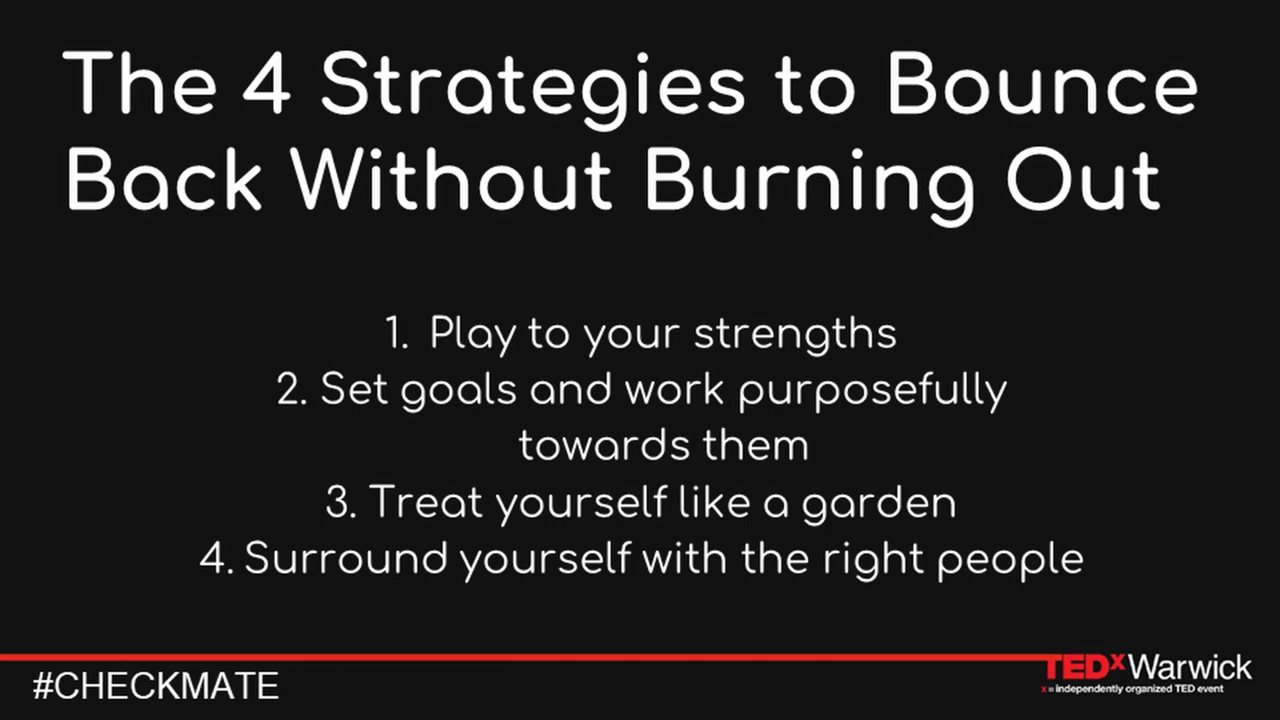 The 4 Strategies to Bounce
Back Without Burning Out
1. Play to your strengths
2. Set goals and work purposefully
towards them
3. Treat yourself like a garden
4. Surround yourself with the right people
#CHECKMATE
TEDxWarwick
x = independently organized TED event